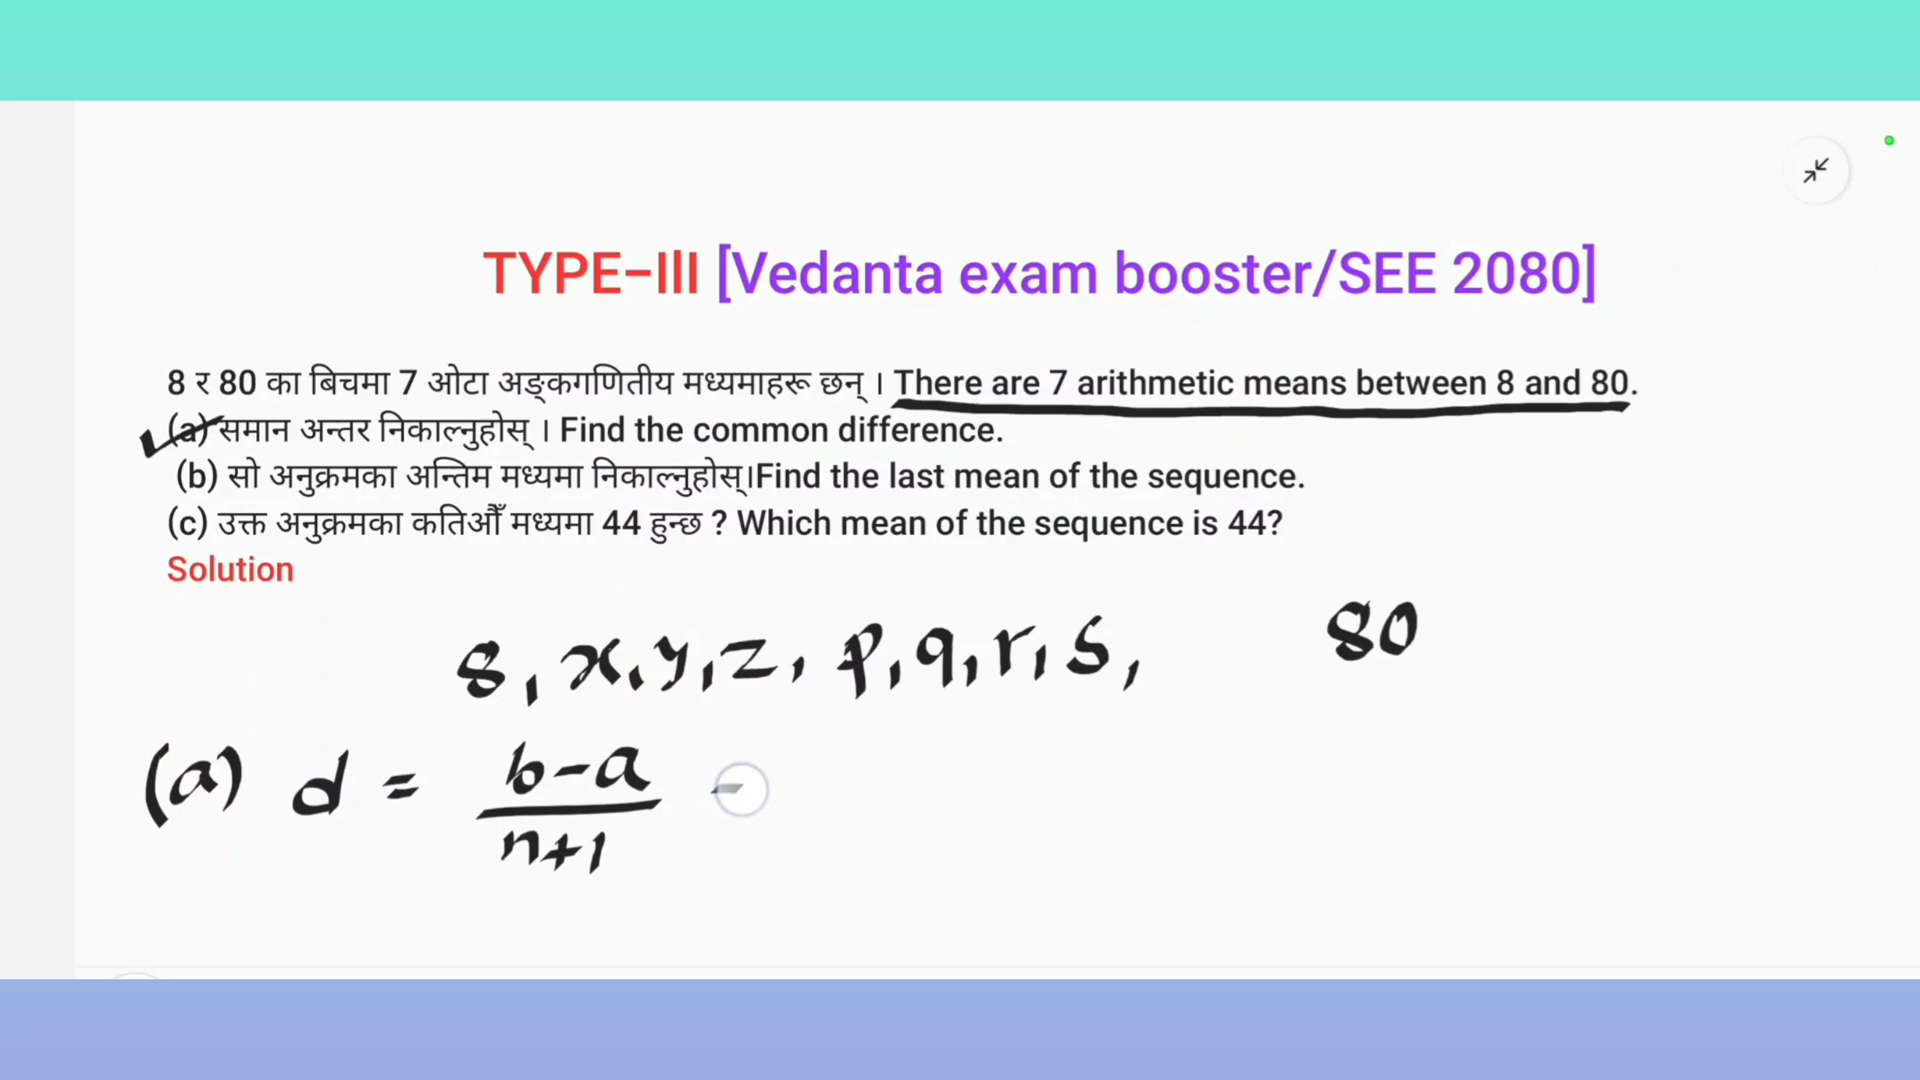 TYPE-III [Vedanta exam booster/SEE 2080]
8 र 80 का बिचमा 7 ओटा अङ्कगणितीय मध्यमाहरू छन् । There are 7 arithmetic means between 8 and 80.
(a) समान अन्तर निकाल्नुहोस् । Find the common difference.
(b) सो अनुक्रमका अन्तिम मध्यमा निकाल्नुहोस्।Find the last mean of the sequence.
(c) उक्त अनुक्रमका कतिऔँ मध्यमा 44 हुन्छ ? Which mean of the sequence is 44?
Solution
8, x, y, z, p, q, r, s, 80
(a) d = b-a
n+1